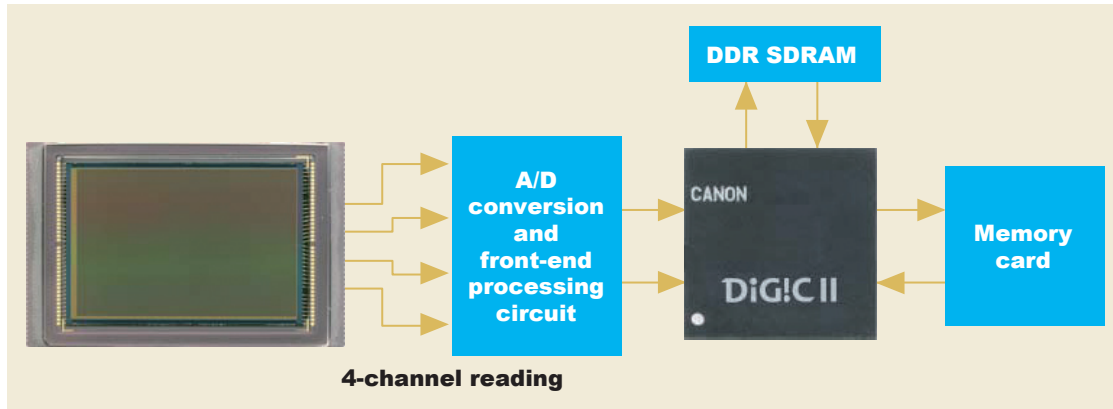 DDR SDRAM
A/D
conversion
and
front-end
processing
circuit
CANON
DiG!C II
Memory
card
4-channel reading